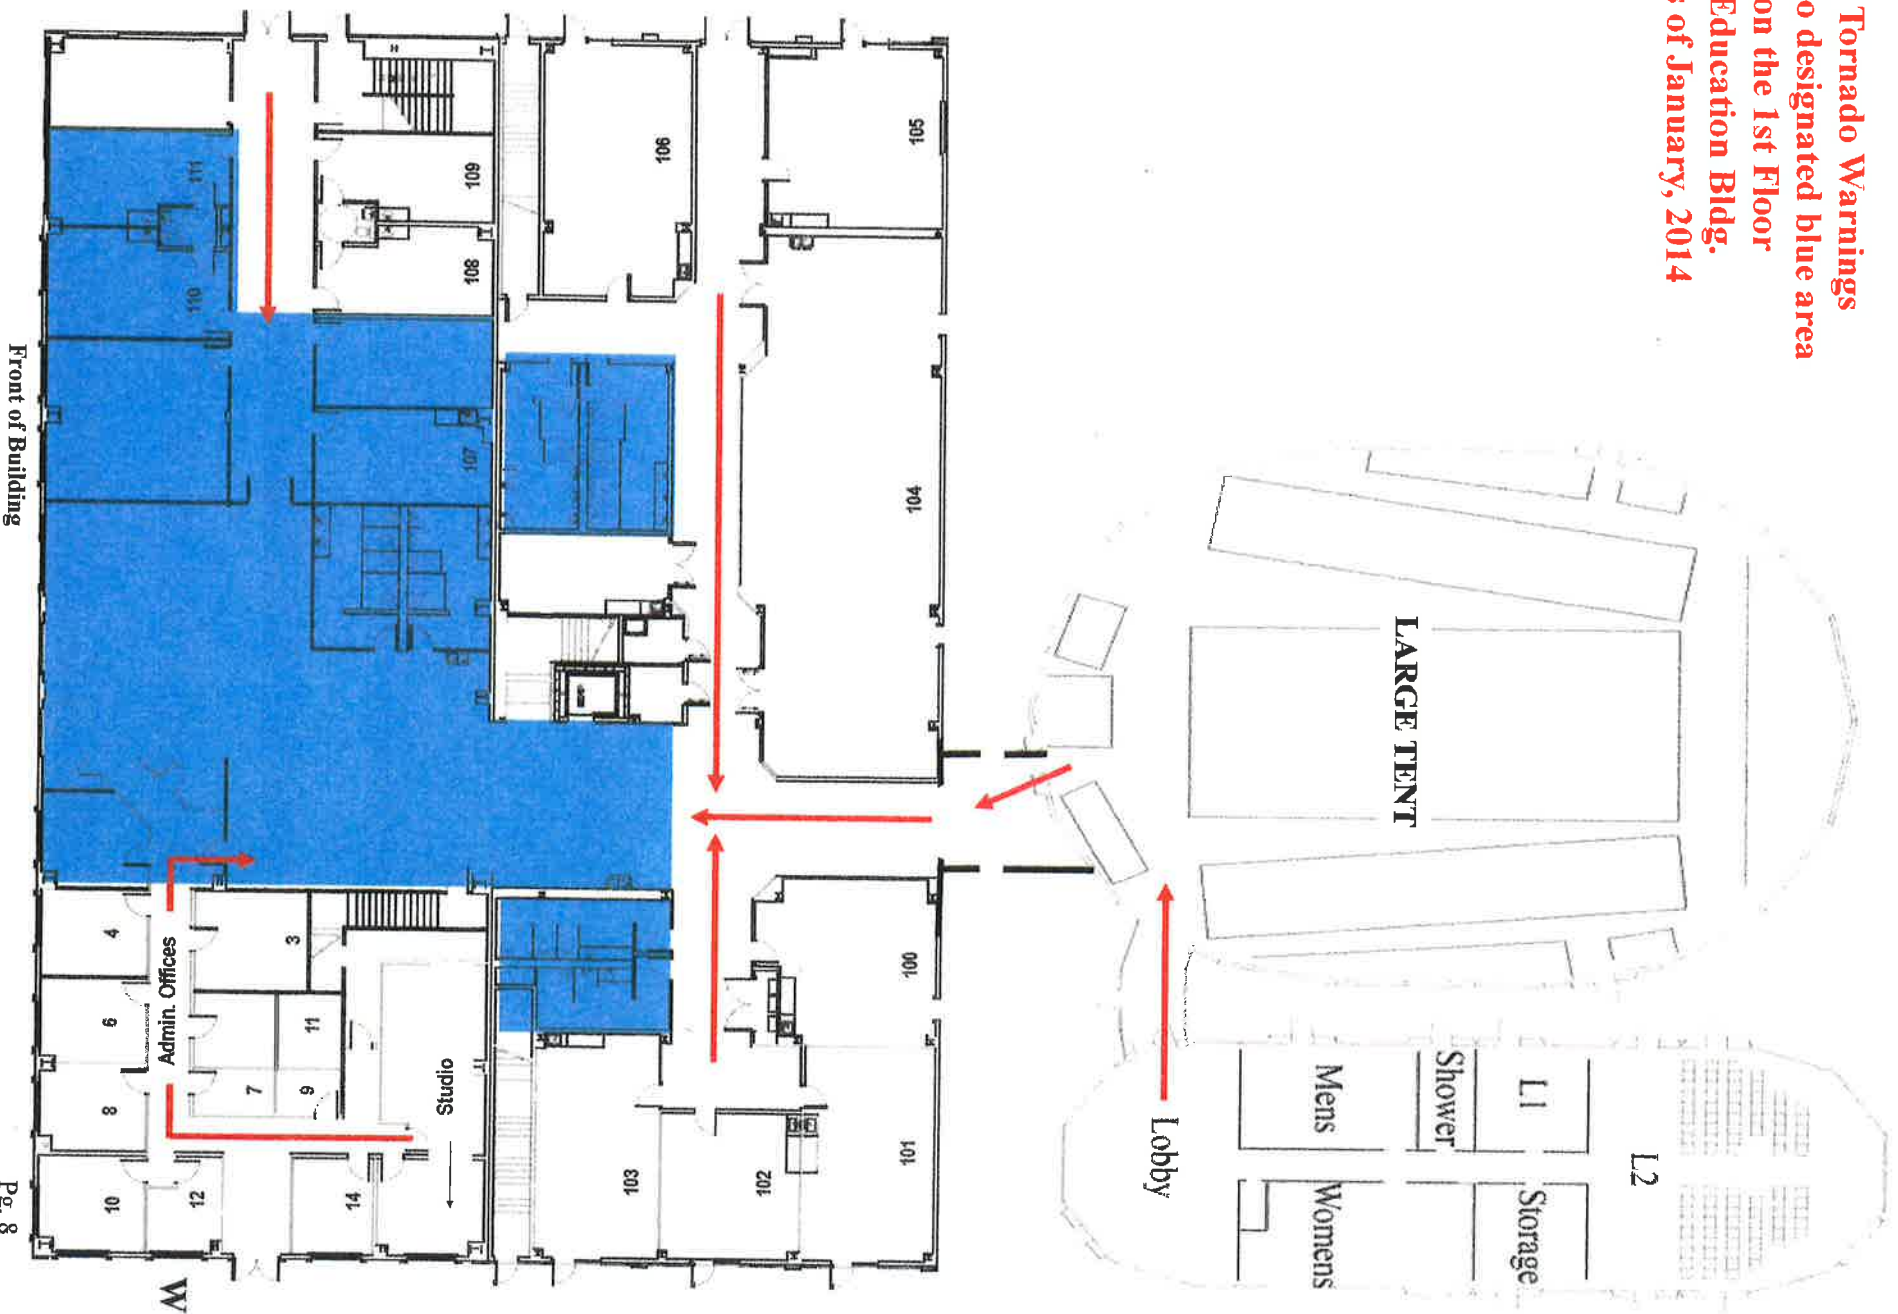 Tornado Warnings
o designated blue area
on the 1st Floor
Education Bldg.
s of January, 2014
LARGE TENT
Lobby
Mens
Shower
L1
L2
Womens
Storage
105
106
109
108
111
110
107
104
100
101
102
103
3
4
Admin. Offices
6
8
7
11
9
Studio
10
12
14
Front of Building
W
Pg. 8